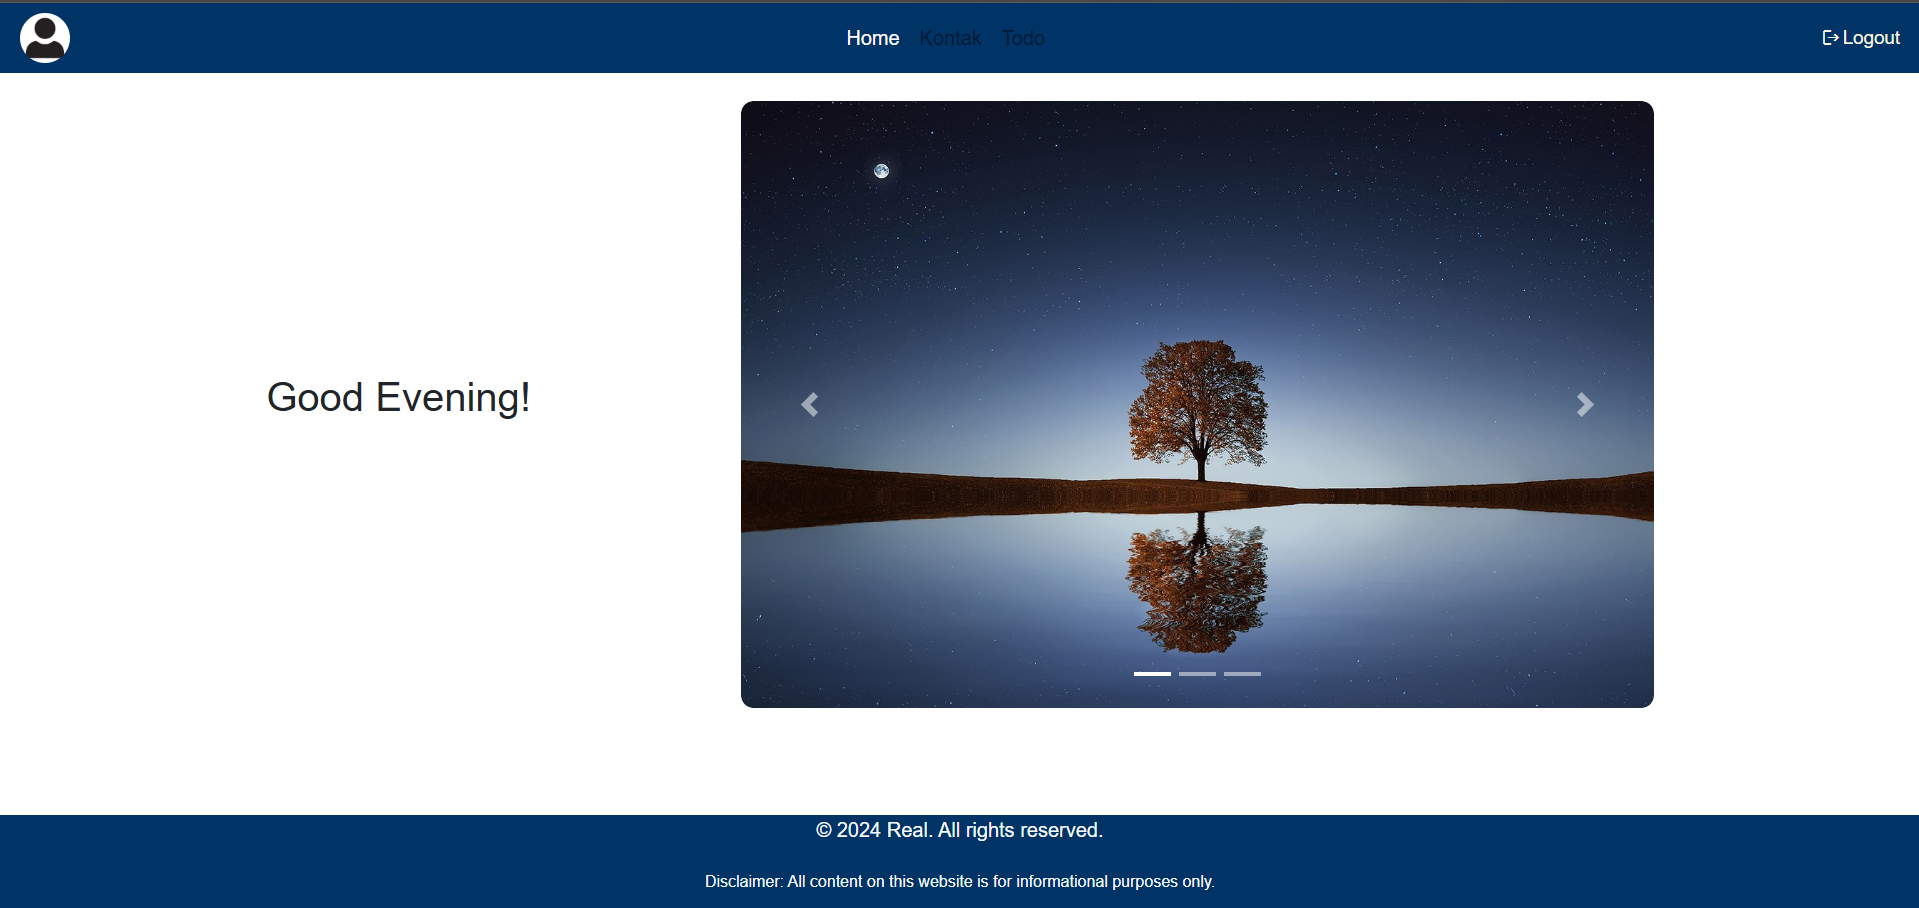 Home Kontak Todo Logout
Good Evening!
© 2024 Real. All rights reserved.
Disclaimer: All content on this website is for informational purposes only.